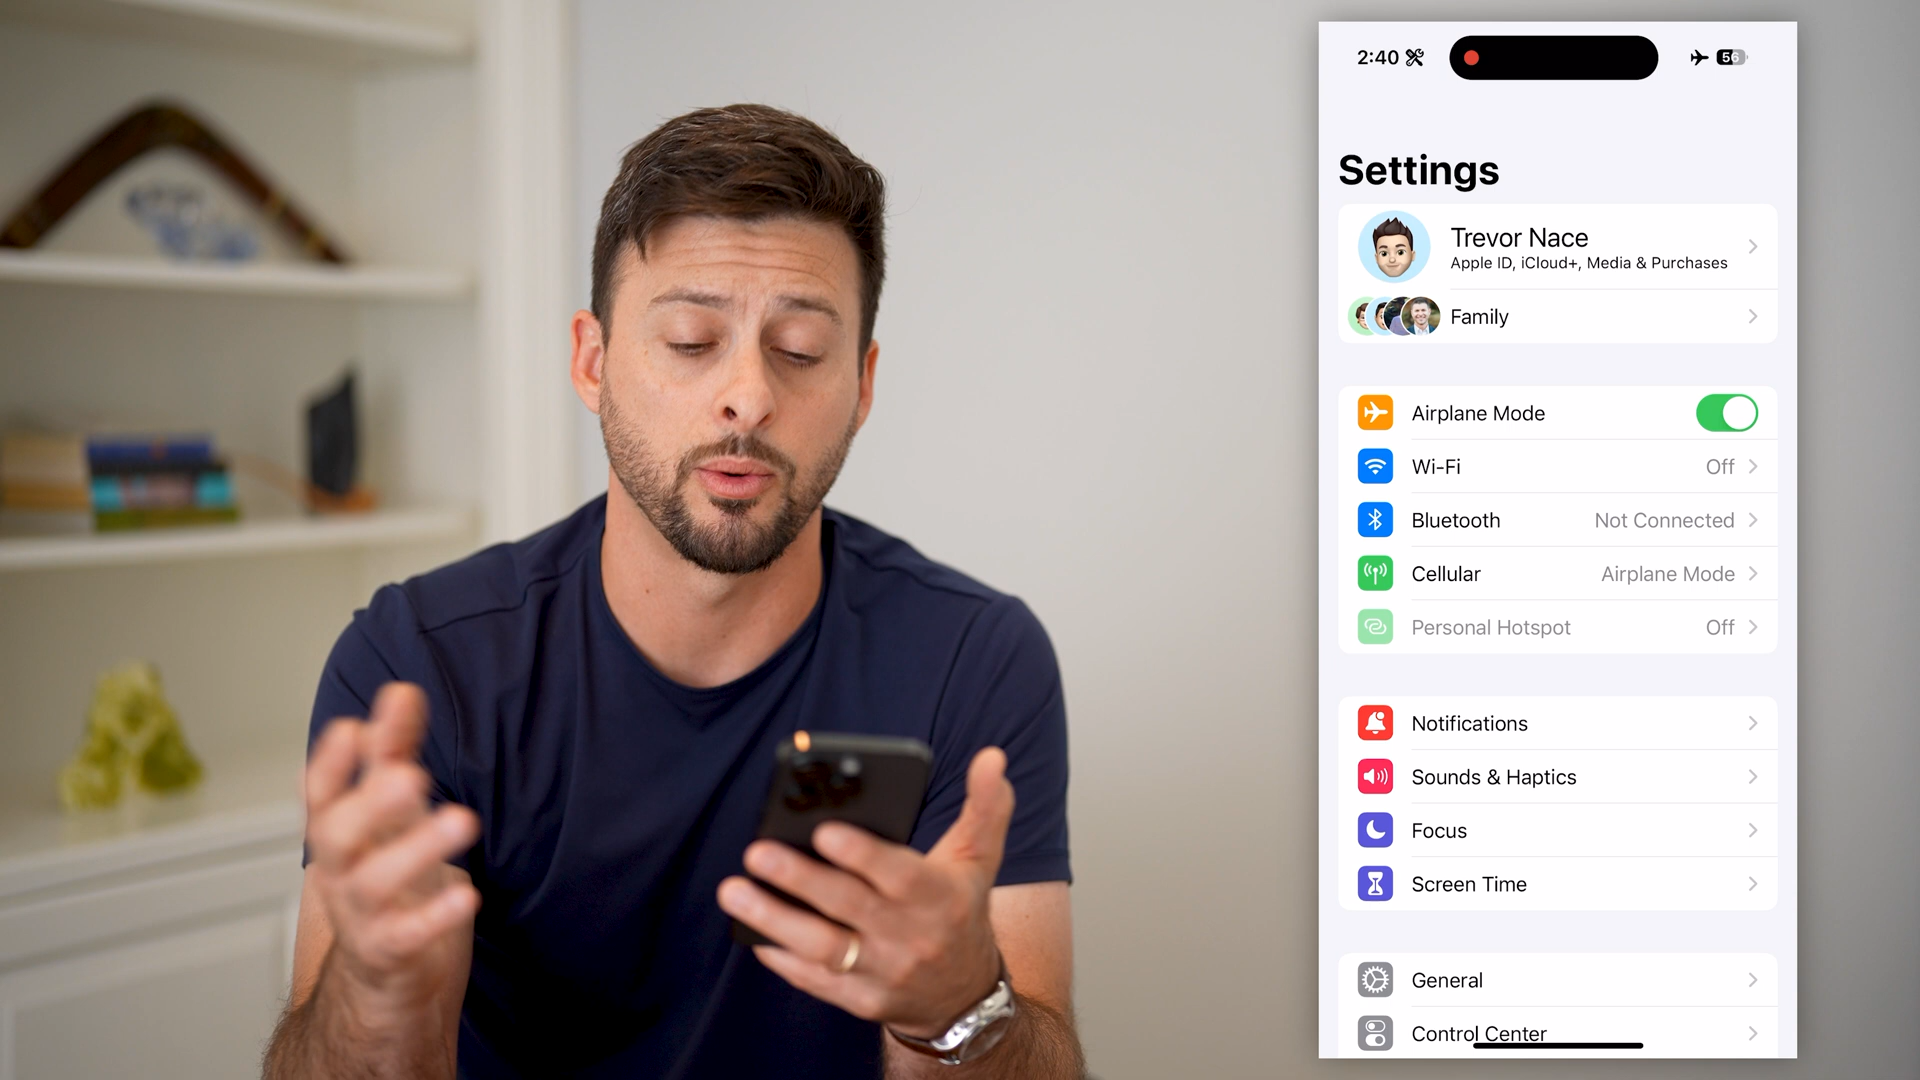 2:40
56
Settings
Trevor Nace
Apple ID, iCloud+, Media & Purchases
Family
Airplane Mode
Wi-Fi Off
Bluetooth Not Connected
Cellular Airplane Mode
Personal Hotspot Off
Notifications
Sounds & Haptics
Focus
Screen Time
General
Control Center